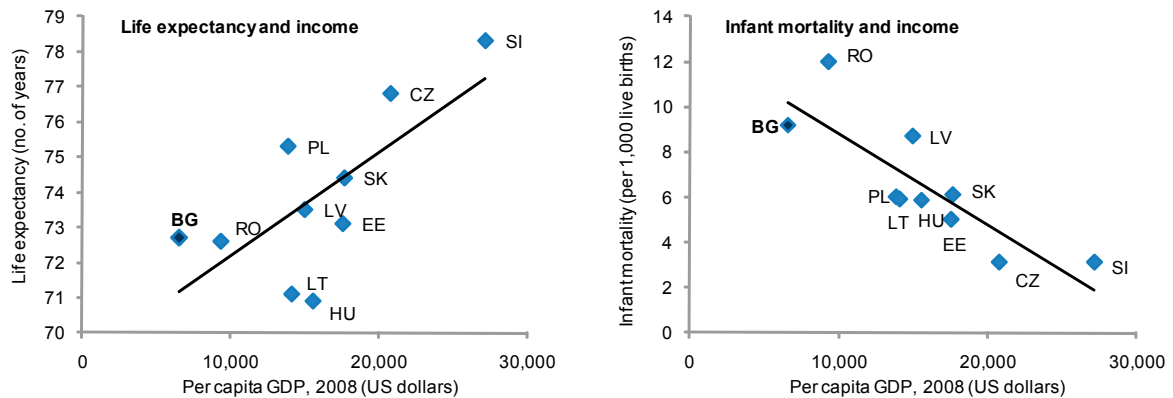 Life expectancy and income
Life expectancy (no. of years)
79
78
77
76
75
74
73
72
71
70
SI
CZ
PL
SK
LV
EE
BG
RO
LT
HU
0
10,000
20,000
30,000
Per capita GDP, 2008 (US dollars)
Infant mortality and income
Infant mortality (per 1,000 live births)
14
12
10
8
6
4
2
0
RO
BG
LV
PL
SK
LT
HU
EE
CZ
SI
0
10,000
20,000
30,000
Per capita GDP, 2008 (US dollars)